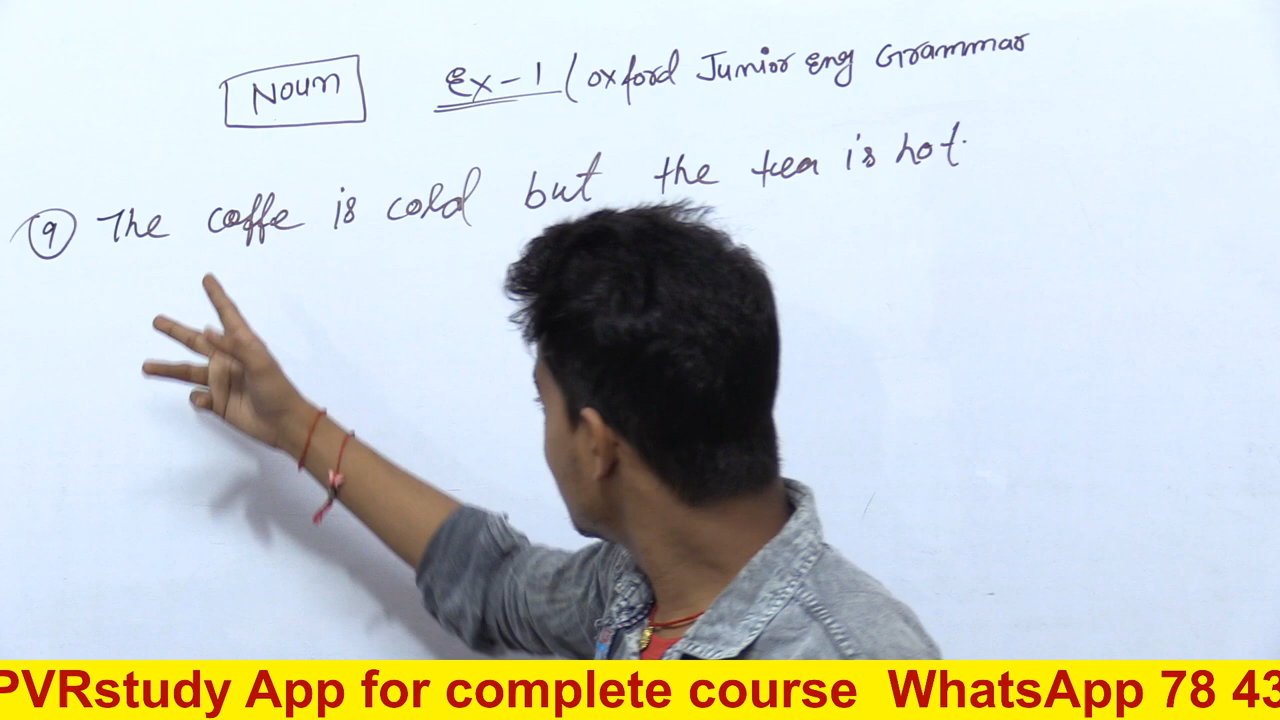 Noun Ex-1 (oxford Junior Eng Grammar
9 The coffe is cold but the tea is hot.
PVRstudy App for complete course WhatsApp 78 43